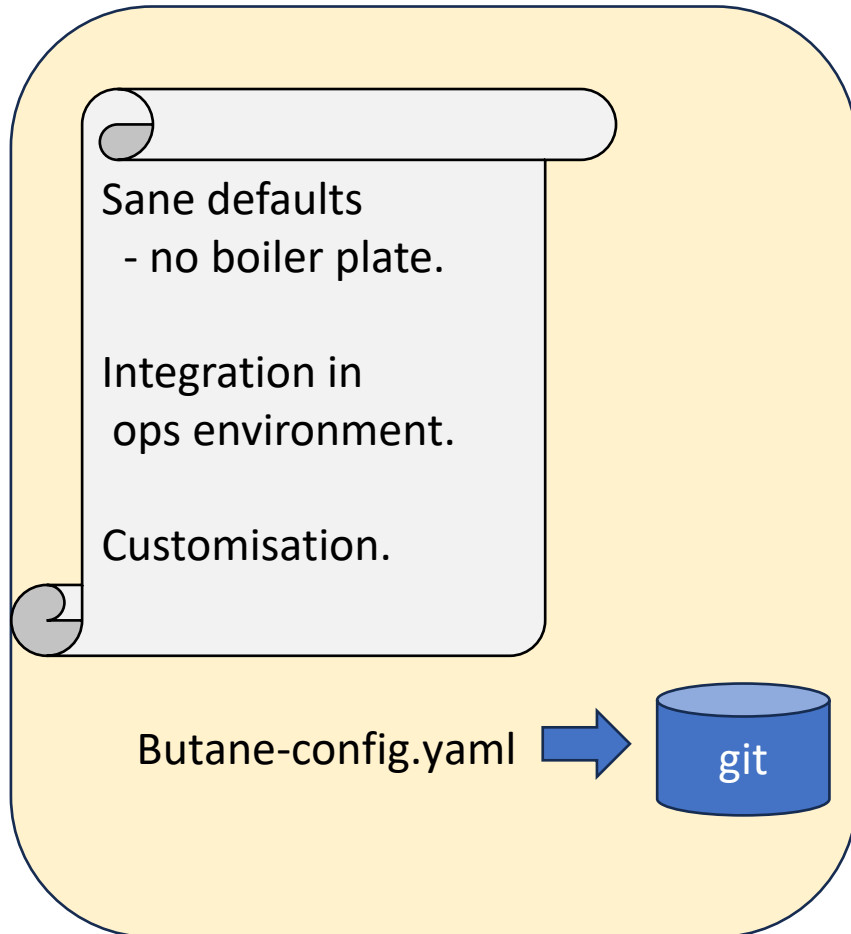 Sane defaults
- no boiler plate.
Integration in
ops environment.
Customisation.
Butane-config.yaml
git